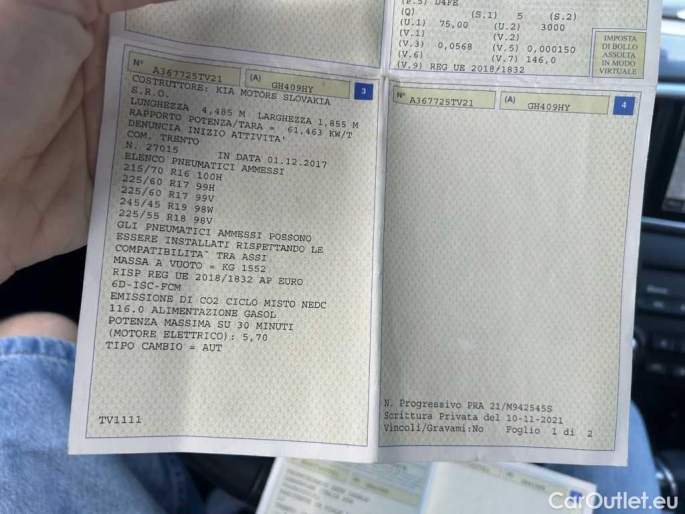 (P.5) D4FE
(Q) (S.1) 5 (S.2)
(U.1) 75,00 (U.2) 3000
(V.1) (V.2)
(V.3) 0,0568 (V.5) 0,000150
(V.6) (V.7) 146,0
(V.9) REG UE 2018/1832
IMPOSTA
DI BOLLO
ASSOLTA
IN MODO
VIRTUALE
N° A367725TV21 (A) GH409HY 3
COSTRUTTORE: KIA MOTORS SLOVAKIA
S.R.O.
LUNGHEZZA 4,485 M LARGHEZZA 1,855 M
RAPPORTO POTENZA/TARA = 61,463 KW/T
DENUNCIA INIZIO ATTIVITA'
COM. TRENTO
N. 27015 IN DATA 01.12.2017
ELENCO PNEUMATICI AMMESSI
215/70 R16 100H
225/60 R17 99H
225/60 R17 99V
245/45 R19 98W
225/55 R18 98V
GLI PNEUMATICI AMMESSI POSSONO
ESSERE INSTALLATI RISPETTANDO LE
COMPATIBILITA` TRA ASSI
MASSA A VUOTO = KG 1552
RISP REG UE 2018/1832 AP EURO
6D-ISC-FCM
EMISSIONE DI CO2 CICLO MISTO NEDC
116.0 ALIMENTAZIONE GASOL
POTENZA MASSIMA SU 30 MINUTI
(MOTORE ELETTRICO): 5,70
TIPO CAMBIO = AUT
TV1111
N° A367725TV21 (A) GH409HY 4
N. Progressivo PRA 21/M942545S
Scrittura Privata del 10-11-2021
Vincoli/Gravami:No Foglio 1 di 2
CarOutlet.eu